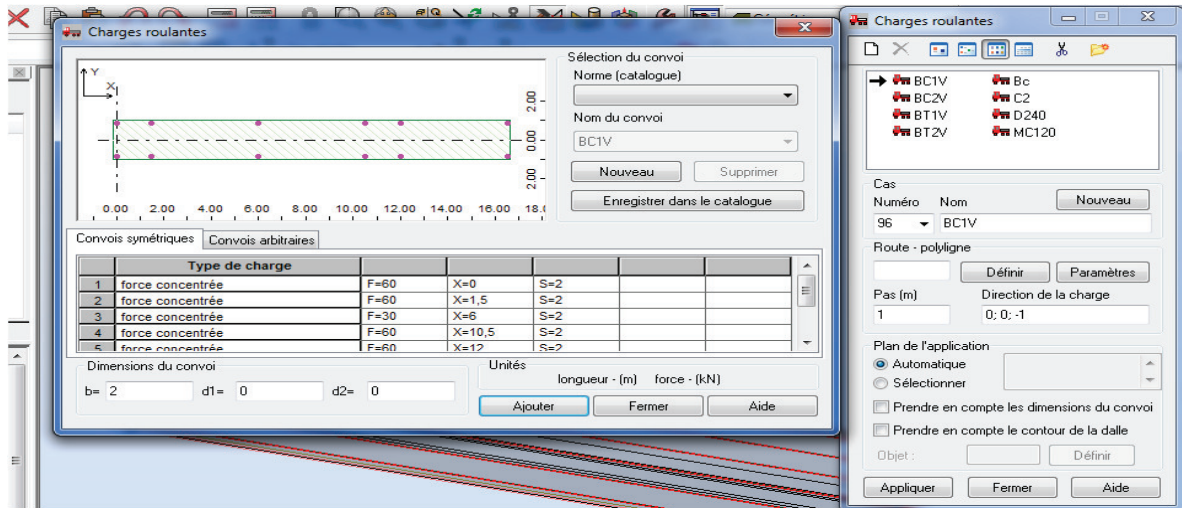 Charges roulantes
Y
X
2.00
0.00
2.00
0.00 2.00 4.00 6.00 8.00 10.00 12.00 14.00 16.00 18.(
Sélection du convoi
Norme (catalogue)
Nom du convoi
BC1V
Nouveau Supprimer
Enregistrer dans le catalogue
Convois symétriques Convois arbitraires
Type de charge
1 force concentrée F=60 X=0 S=2
2 force concentrée F=60 X=1,5 S=2
3 force concentrée F=30 X=6 S=2
4 force concentrée F=60 X=10,5 S=2
5 force concentrée F=60 X=12 S=2
Dimensions du convoi
b= 2 d1= 0 d2= 0
Unités
longueur - (m) force - (kN)
Ajouter Fermer Aide
Charges roulantes
BC1V Bc
BC2V C2
BT1V D240
BT2V MC120
Cas
Numéro Nom Nouveau
96 BC1V
Route - polyligne
Définir Paramètres
Pas (m) Direction de la charge
1 0; 0; -1
Plan de l'application
Automatique
Sélectionner
Prendre en compte les dimensions du convoi
Prendre en compte le contour de la dalle
Objet : Définir
Appliquer Fermer Aide